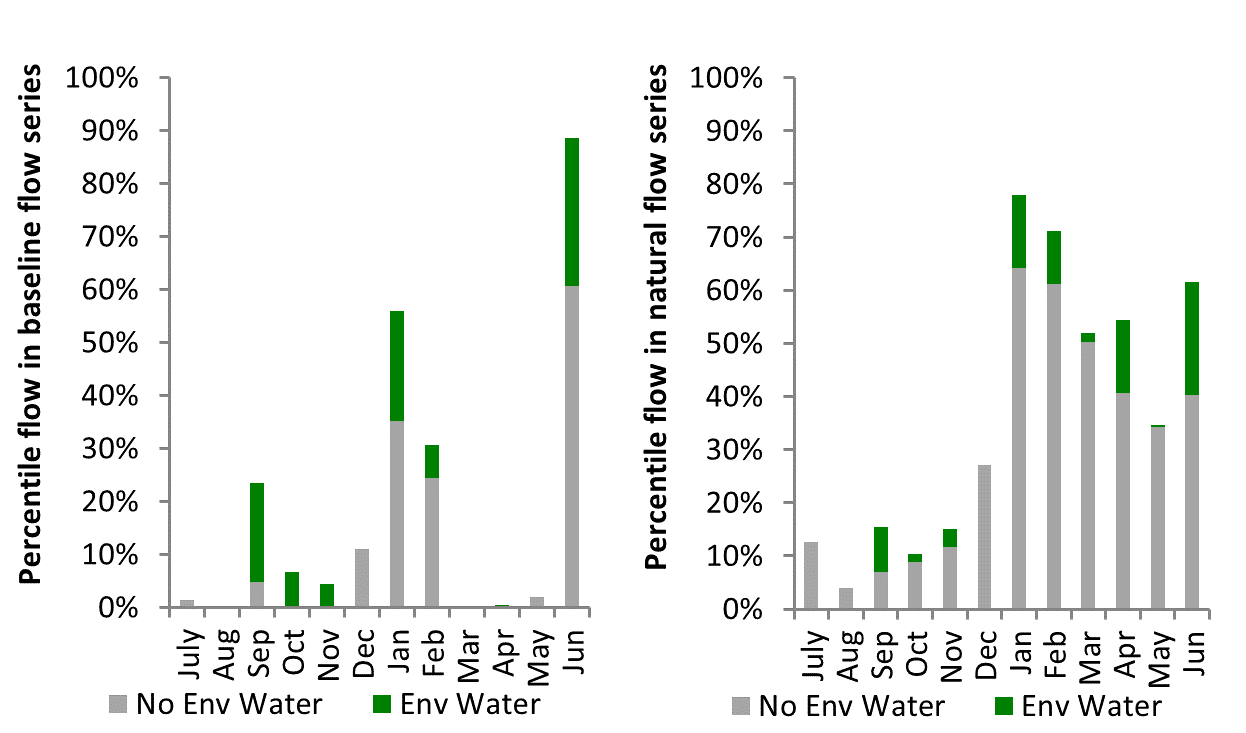 Percentile flow in baseline flow series
100%
90%
80%
70%
60%
50%
40%
30%
20%
10%
0%
July
Aug
Sep
Oct
Nov
Dec
Jan
Feb
Mar
Apr
May
Jun
No Env Water
Env Water
Percentile flow in natural flow series
100%
90%
80%
70%
60%
50%
40%
30%
20%
10%
0%
July
Aug
Sep
Oct
Nov
Dec
Jan
Feb
Mar
Apr
May
Jun
No Env Water
Env Water